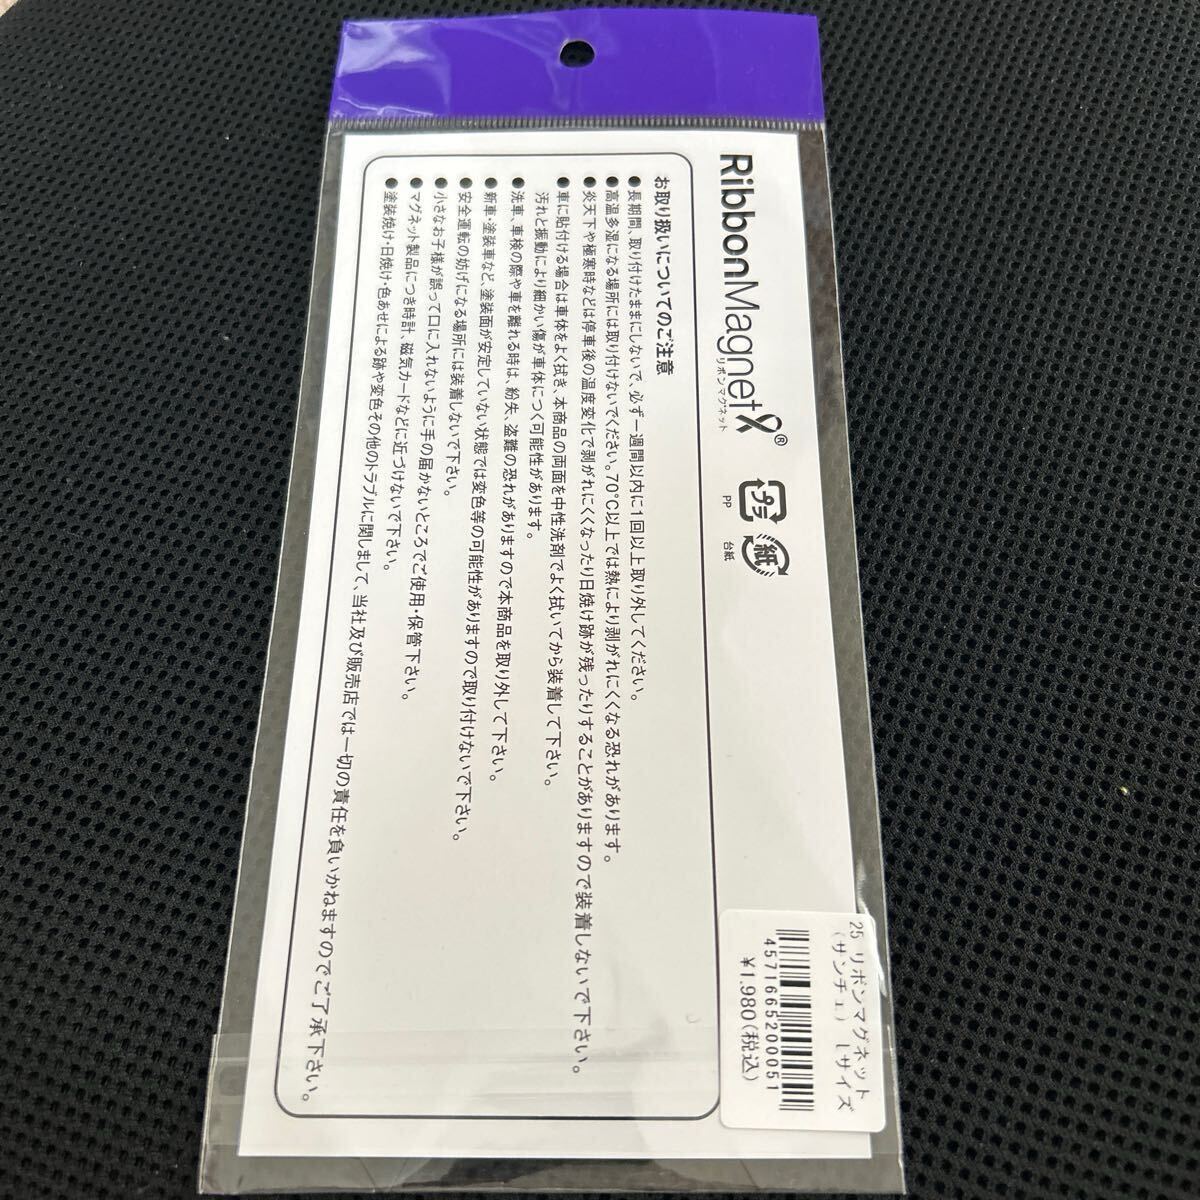 RibbonMagnet®
リボンマグネット
プラ
PP
紙
台紙
お取り扱いについてのご注意
●長期間、取り付けたままにしないで、必ず一週間以内に1回以上取り外してください。
●高温多湿になる場所には取り付けないでください。70℃以上では熱により剥がれにくくなる恐れがあります。
●炎天下や極寒時などは停車後の温度変化で剥がれにくくなったり日焼け跡が残ったりすることがありますので装着しないで下さい。
●車に貼付ける場合は車体をよく拭き、本商品の両面を中性洗剤でよく拭いてから装着して下さい。
汚れと振動により細かい傷が車体につく可能性があります。
●洗車、車検の際や車を離れる時は、紛失、盗難の恐れがありますので本商品を取り外して下さい。
●新車・塗装車など、塗装面が安定していない状態では変色等の可能性がありますので取り付けないで下さい。
●安全運転の妨げになる場所には装着しないで下さい。
●小さなお子様が誤って口に入れないように手の届かないところでご使用・保管下さい。
●マグネット製品につき時計、磁気カードなどに近づけないで下さい。
●塗装焼け・日焼け・色あせによる跡や変色その他のトラブルに関しまして、当社及び販売店では一切の責任を負いかねますのでご了承下さい。
25 リボンマグネット
（サンチェ） Lサイズ
4571665200051
¥1,980(税込)